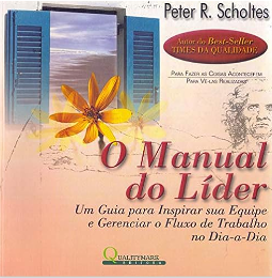 Peter R. Scholtes
Autor do Best-Seller
TIMES DA QUALIDADE
PARA FAZER AS COISAS ACONTECEREM
PARA VÊ-LAS REALIZADAS
O Manual
do Líder
Um Guia para Inspirar sua Equipe
e Gerenciar o Fluxo de Trabalho
no Dia-a-Dia
QUALITYMARK
EDITORA